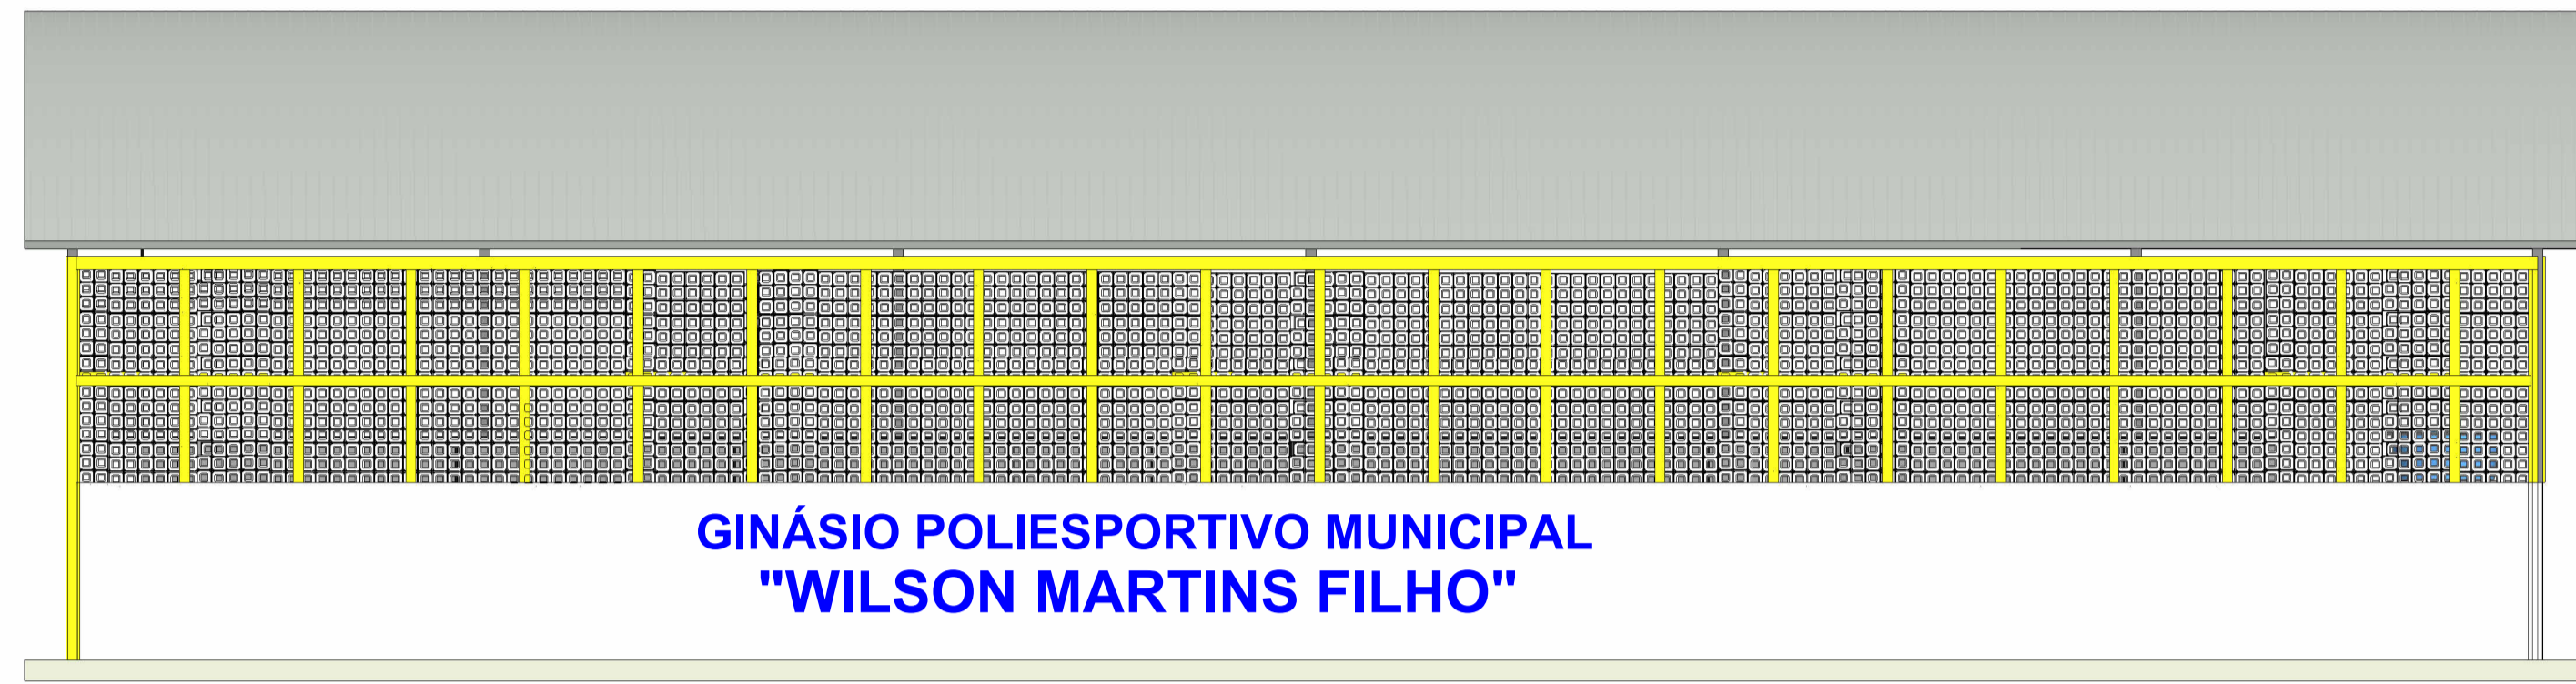 GINÁSIO POLIESPORTIVO MUNICIPAL
"WILSON MARTINS FILHO"